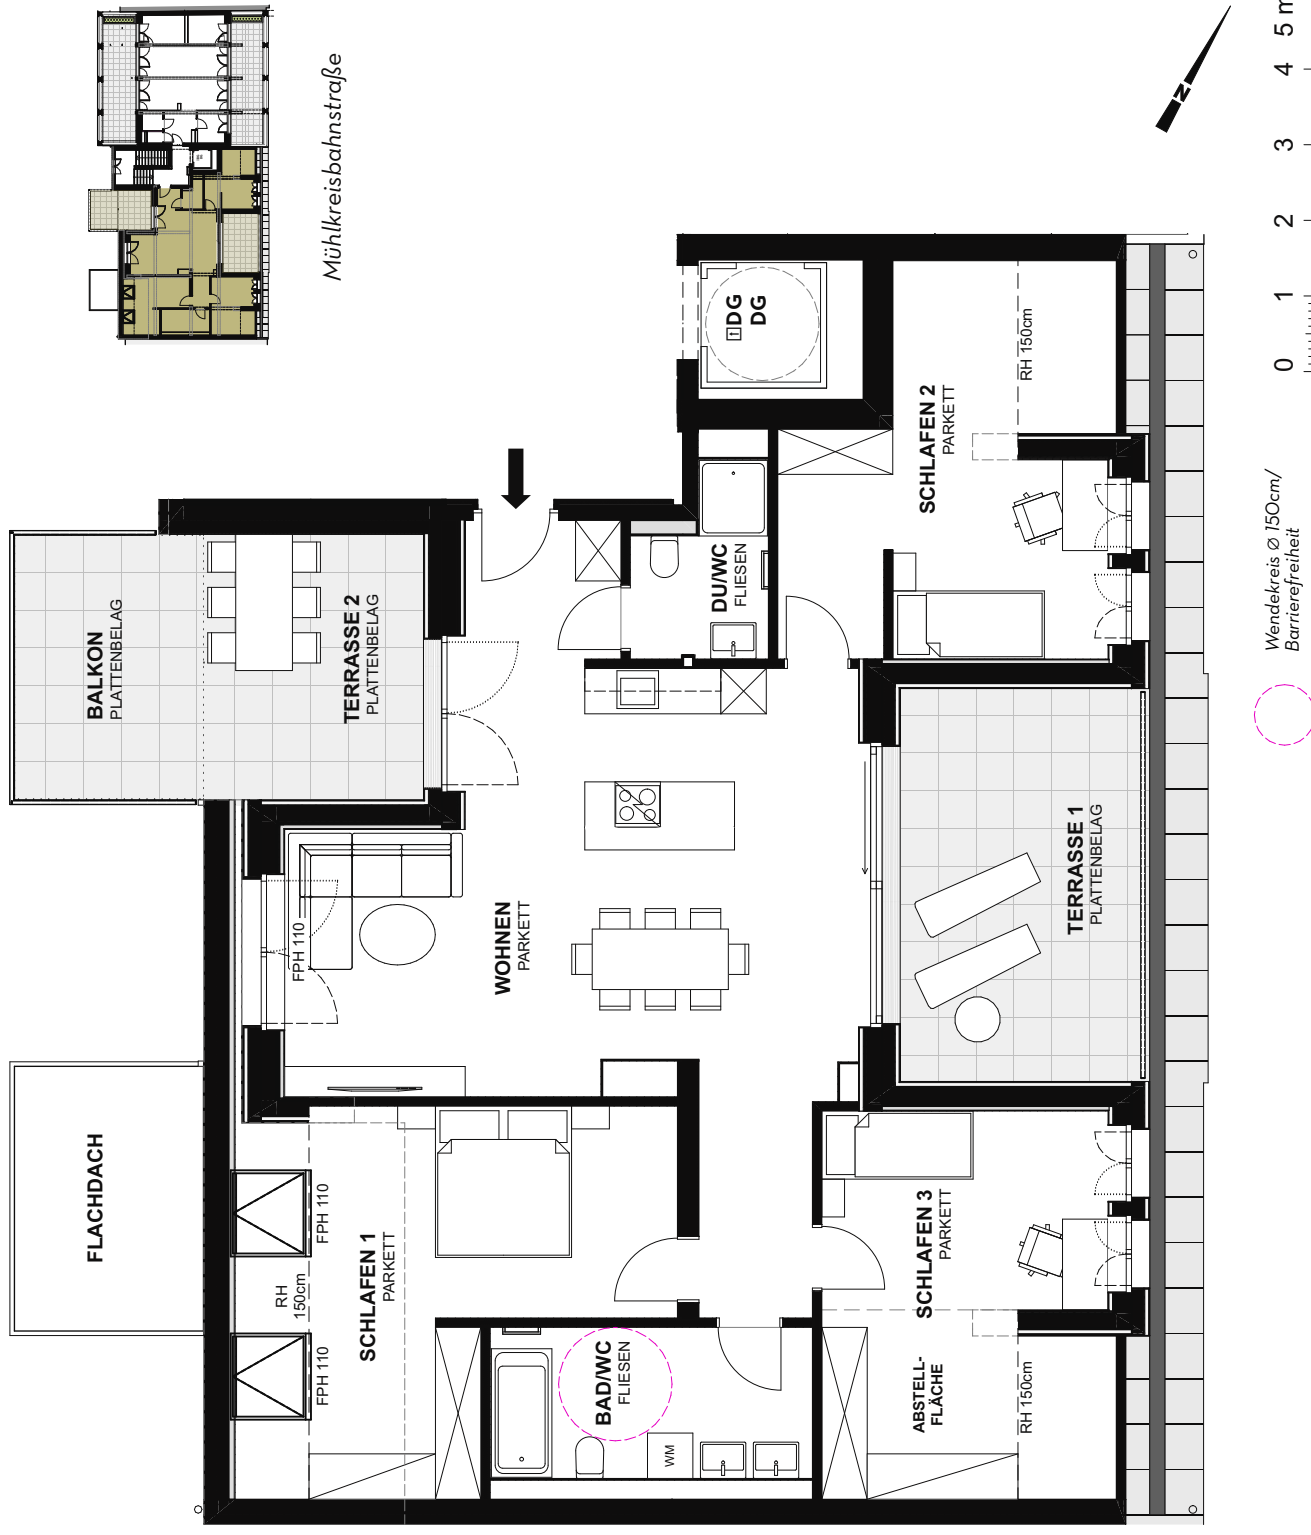 Mühlkreisbahnstraße
N
0 1 2 3 4 5 m
Wendekreis ⌀ 150cm/
Barrierefreiheit
DG
DG
BALKON
PLATTENBELAG
TERRASSE 2
PLATTENBELAG
DU/WC
FLIESEN
SCHLAFEN 2
PARKETT
RH 150cm
FPH 110
WOHNEN
PARKETT
TERRASSE 1
PLATTENBELAG
FLACHDACH
FPH 110
RH
150cm
FPH 110
SCHLAFEN 1
PARKETT
BAD/WC
FLIESEN
WM
SCHLAFEN 3
PARKETT
ABSTELL-
FLÄCHE
RH 150cm